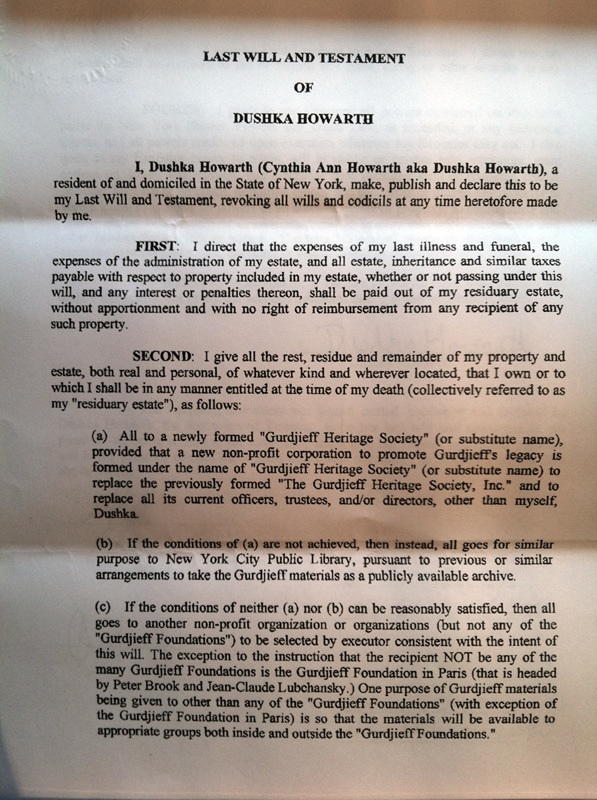 LAST WILL AND TESTAMENT
OF
DUSHKA HOWARTH
I, Dushka Howarth (Cynthia Ann Howarth aka Dushka Howarth), a
resident of and domiciled in the State of New York, make, publish and declare this to be
my Last Will and Testament, revoking all wills and codicils at any time heretofore made
by me.
FIRST: I direct that the expenses of my last illness and funeral, the
expenses of the administration of my estate, and all estate, inheritance and similar taxes
payable with respect to property included in my estate, whether or not passing under this
will, and any interest or penalties thereon, shall be paid out of my residuary estate,
without apportionment and with no right of reimbursement from any recipient of any
such property.
SECOND: I give all the rest, residue and remainder of my property and
estate, both real and personal, of whatever kind and wherever located, that I own or to
which I shall be in any manner entitled at the time of my death (collectively referred to as
my "residuary estate"), as follows:
(a) All to a newly formed "Gurdjieff Heritage Society" (or substitute name),
provided that a new non-profit corporation to promote Gurdjieff's legacy is
formed under the name of "Gurdjieff Heritage Society" (or substitute name) to
replace the previously formed "The Gurdjieff Heritage Society, Inc." and to
replace all its current officers, trustees, and/or directors, other than myself,
Dushka.
(b) If the conditions of (a) are not achieved, then instead, all goes for similar
purpose to New York City Public Library, pursuant to previous or similar
arrangements to take the Gurdjieff materials as a publicly available archive.
(c) If the conditions of neither (a) nor (b) can be reasonably satisfied, then all
goes to another non-profit organization or organizations (but not any of the
"Gurdjieff Foundations") to be selected by executor consistent with the intent of
this will. The exception to the instruction that the recipient NOT be any of the
many Gurdjieff Foundations is the Gurdjieff Foundation in Paris (that is headed
by Peter Brook and Jean-Claude Lubchansky.) One purpose of Gurdjieff materials
being given to other than any of the "Gurdjieff Foundations" (with exception of
the Gurdjieff Foundation in Paris) is so that the materials will be available to
appropriate groups both inside and outside the "Gurdjieff Foundations."